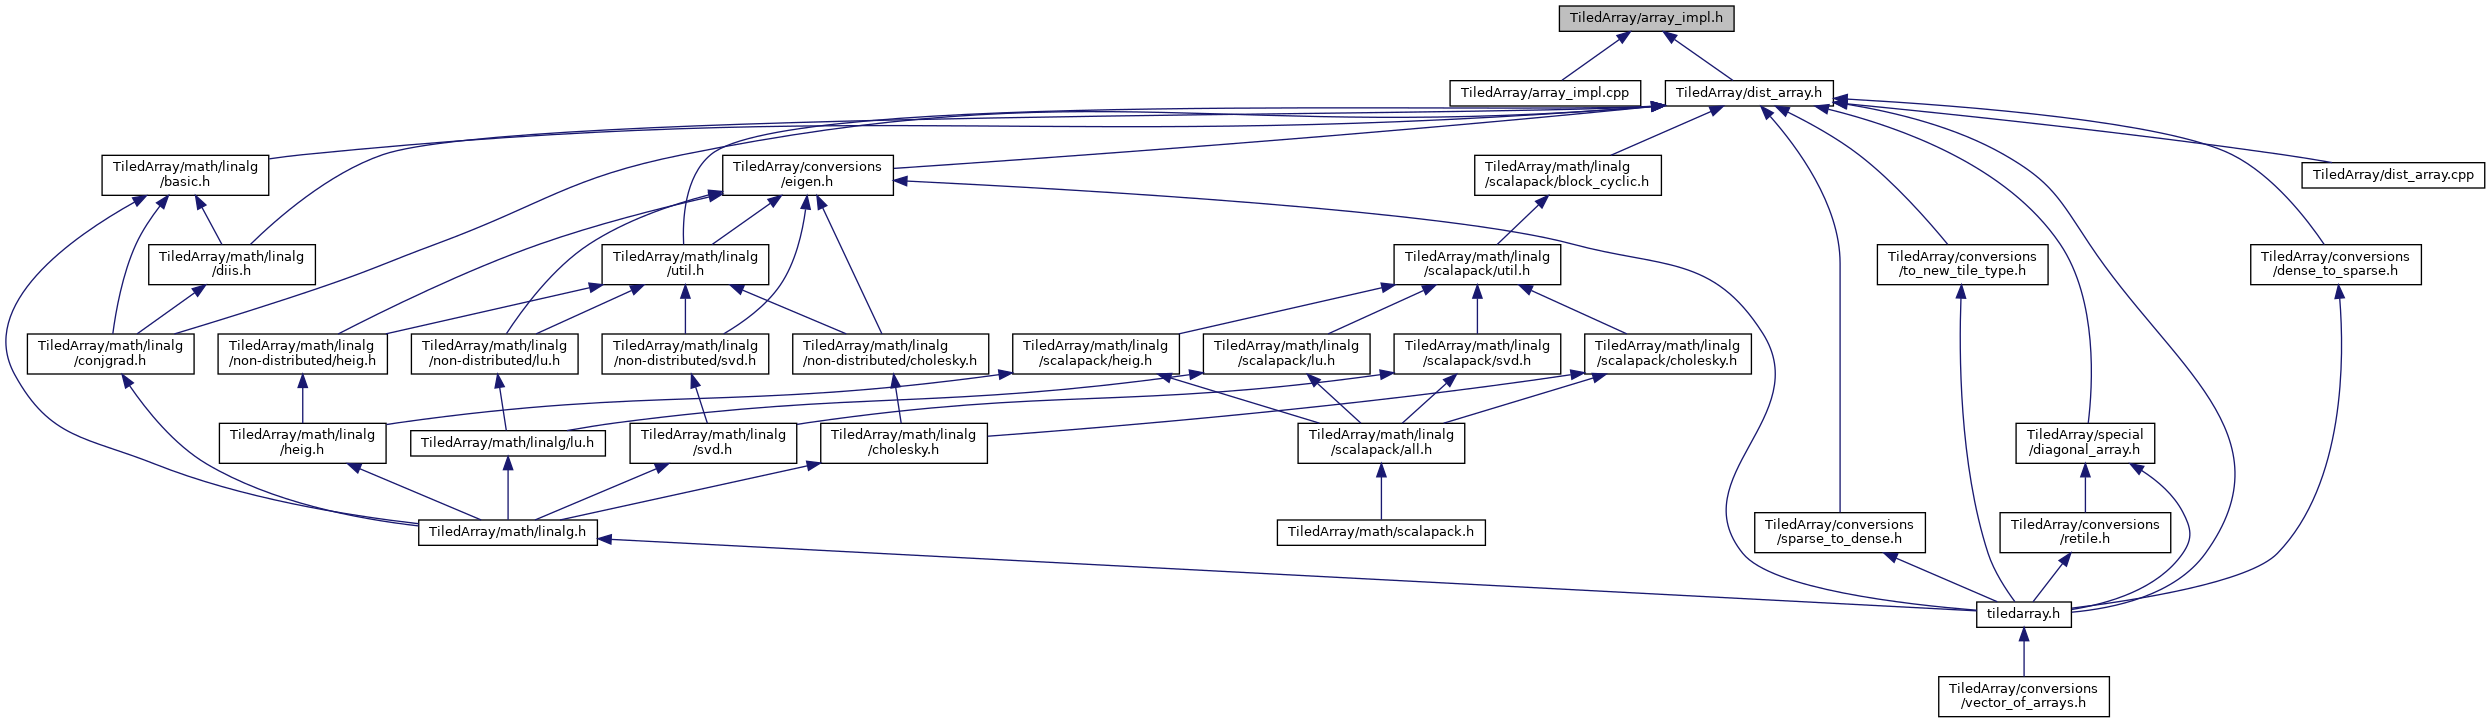 TiledArray/array_impl.h
TiledArray/array_impl.cpp
TiledArray/dist_array.h
TiledArray/math/linalg
/basic.h
TiledArray/conversions
/eigen.h
TiledArray/math/linalg
/scalapack/block_cyclic.h
TiledArray/dist_array.cpp
TiledArray/math/linalg
/diis.h
TiledArray/math/linalg
/util.h
TiledArray/math/linalg
/scalapack/util.h
TiledArray/conversions
/to_new_tile_type.h
TiledArray/conversions
/dense_to_sparse.h
TiledArray/math/linalg
/conjgrad.h
TiledArray/math/linalg
/non-distributed/heig.h
TiledArray/math/linalg
/non-distributed/lu.h
TiledArray/math/linalg
/non-distributed/svd.h
TiledArray/math/linalg
/non-distributed/cholesky.h
TiledArray/math/linalg
/scalapack/heig.h
TiledArray/math/linalg
/scalapack/lu.h
TiledArray/math/linalg
/scalapack/svd.h
TiledArray/math/linalg
/scalapack/cholesky.h
TiledArray/math/linalg
/heig.h
TiledArray/math/linalg/lu.h
TiledArray/math/linalg
/svd.h
TiledArray/math/linalg
/cholesky.h
TiledArray/math/linalg
/scalapack/all.h
TiledArray/special
/diagonal_array.h
TiledArray/math/linalg.h
TiledArray/math/scalapack.h
TiledArray/conversions
/sparse_to_dense.h
TiledArray/conversions
/retile.h
tiledarray.h
TiledArray/conversions
/vector_of_arrays.h